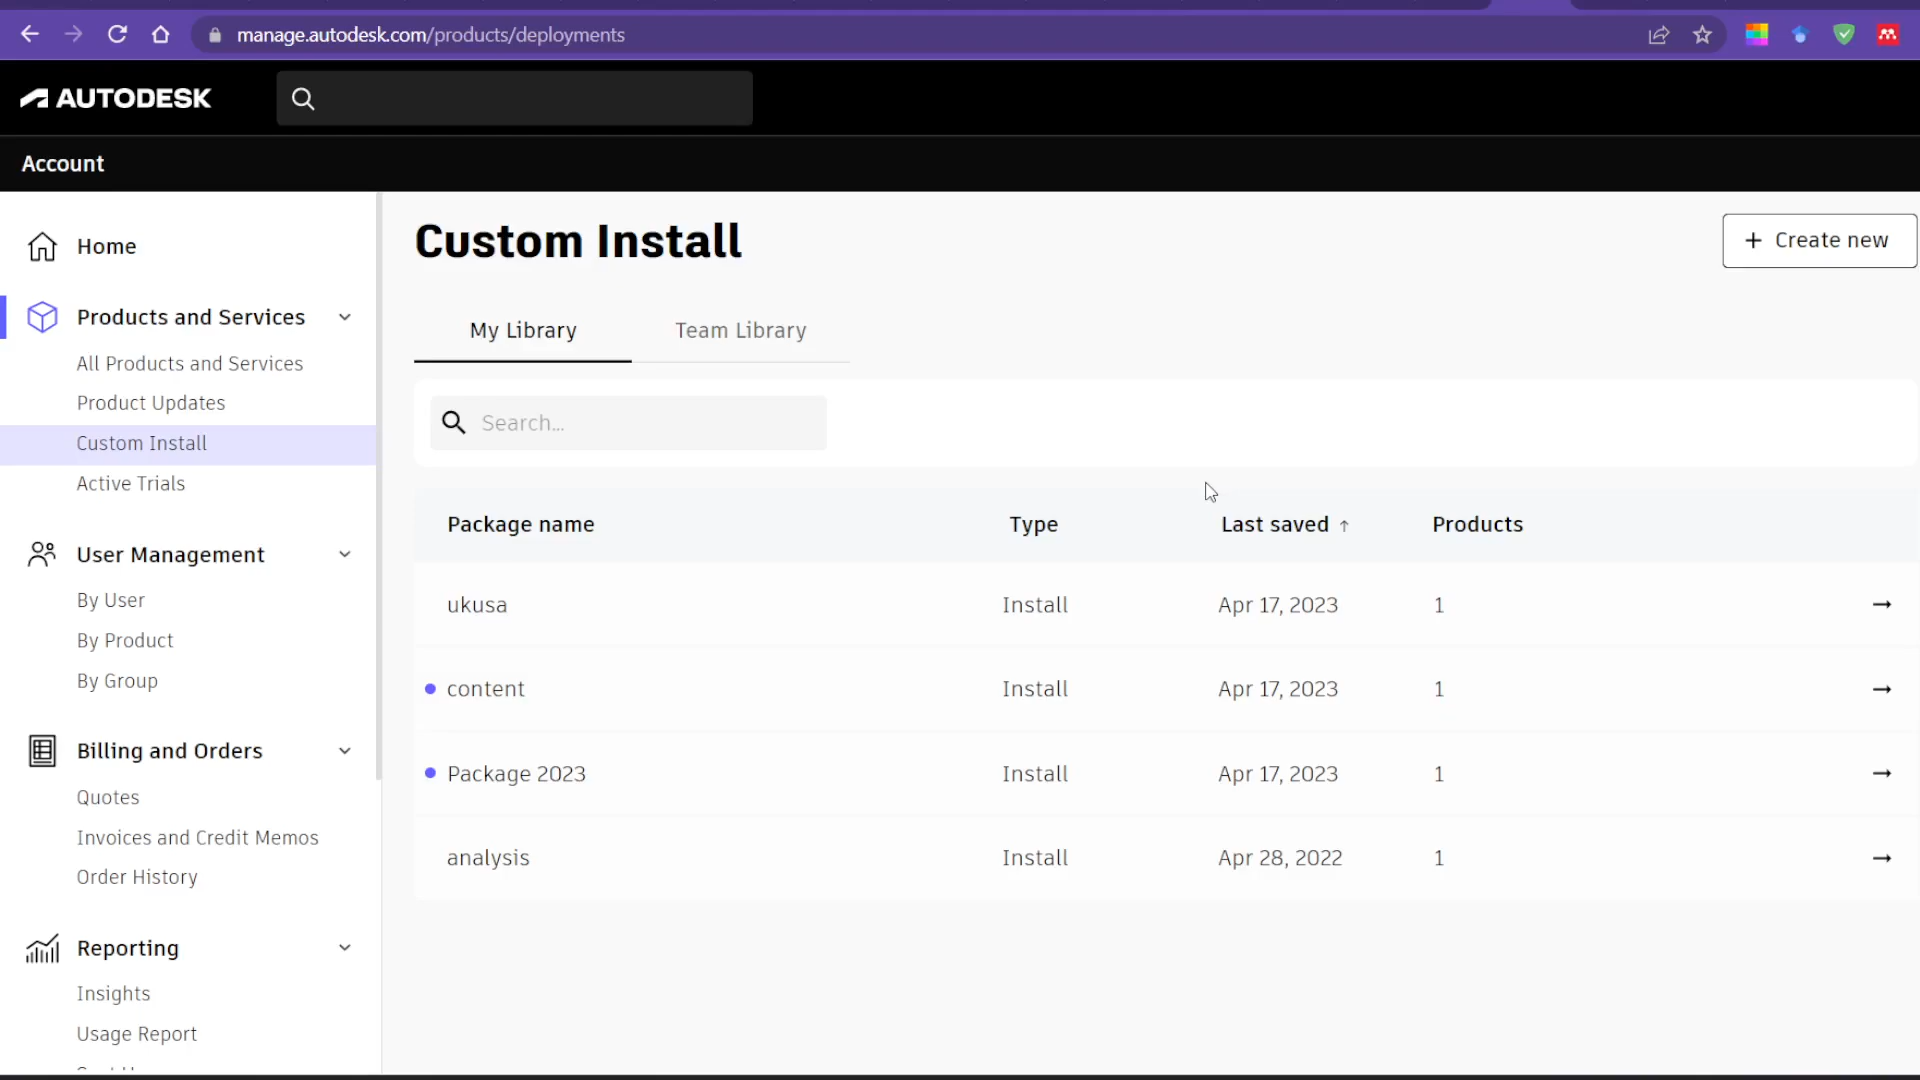 manage.autodesk.com/products/deployments
AUTODESK
Account
Home
Products and Services
All Products and Services
Product Updates
Custom Install
Active Trials
User Management
By User
By Product
By Group
Billing and Orders
Quotes
Invoices and Credit Memos
Order History
Reporting
Insights
Usage Report
Custom Install
+ Create new
My Library
Team Library
Search...
Package name Type Last saved ↑ Products
ukusa Install Apr 17, 2023 1 →
content Install Apr 17, 2023 1 →
Package 2023 Install Apr 17, 2023 1 →
analysis Install Apr 28, 2022 1 →